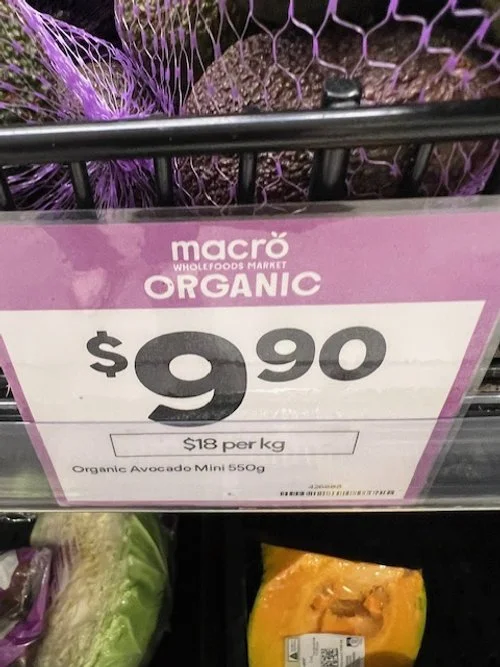 macro
WHOLEFOODS MARKET
ORGANIC
$9.90
$18 per kg
Organic Avocado Mini 550g